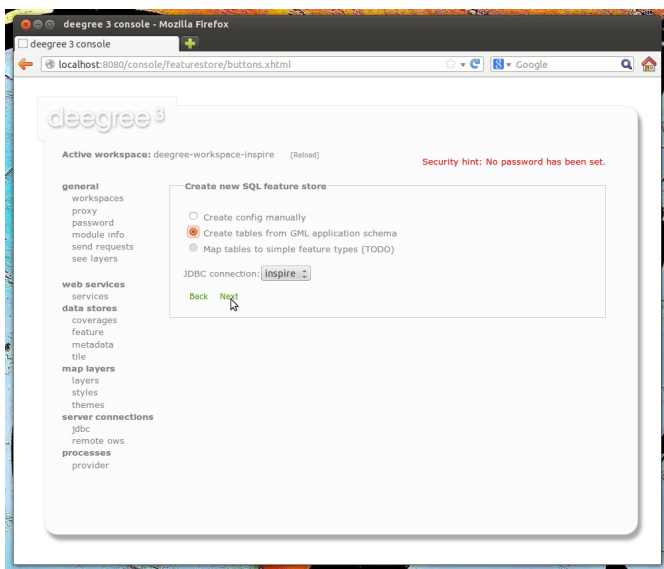 deegree 3 console - Mozilla Firefox
deegree 3 console
localhost:8080/console/featurestore/buttons.xhtml
Google
deegree 3
Active workspace: deegree-workspace-inspire [Reload]
Security hint: No password has been set.
general
workspaces
proxy
password
module info
send requests
see layers
web services
services
data stores
coverages
feature
metadata
tile
map layers
layers
styles
themes
server connections
jdbc
remote ows
processes
provider
Create new SQL feature store
Create config manually
Create tables from GML application schema
Map tables to simple feature types (TODO)
JDBC connection: inspire
Back Next